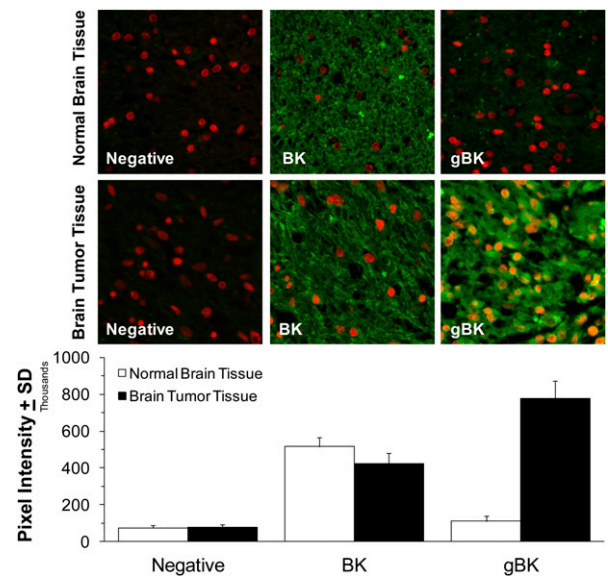 Normal Brain Tissue
Negative
BK
gBK
Brain Tumor Tissue
Negative
BK
gBK
Pixel Intensity ± SD
Thousands
1000
800
600
400
200
0
Normal Brain Tissue
Brain Tumor Tissue
Negative
BK
gBK